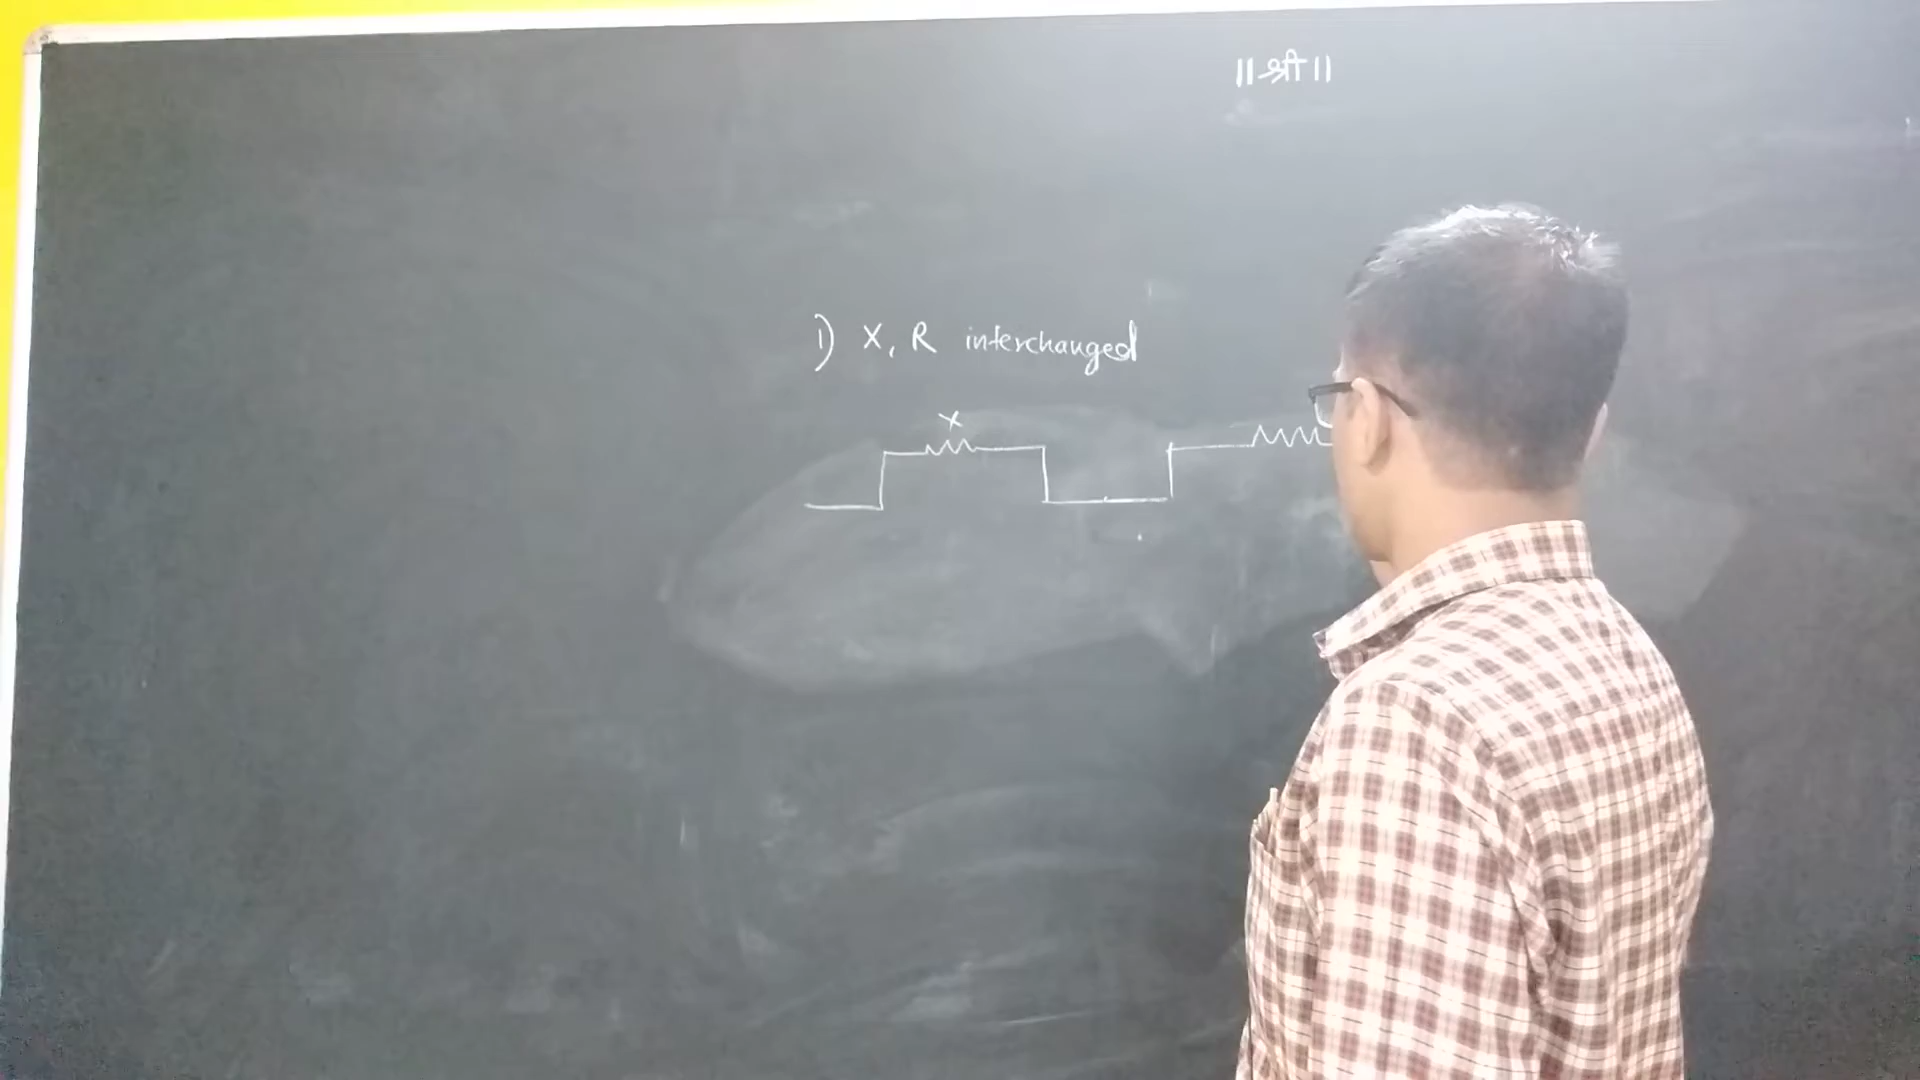 ॥ श्री ॥
1) X, R interchanged
X